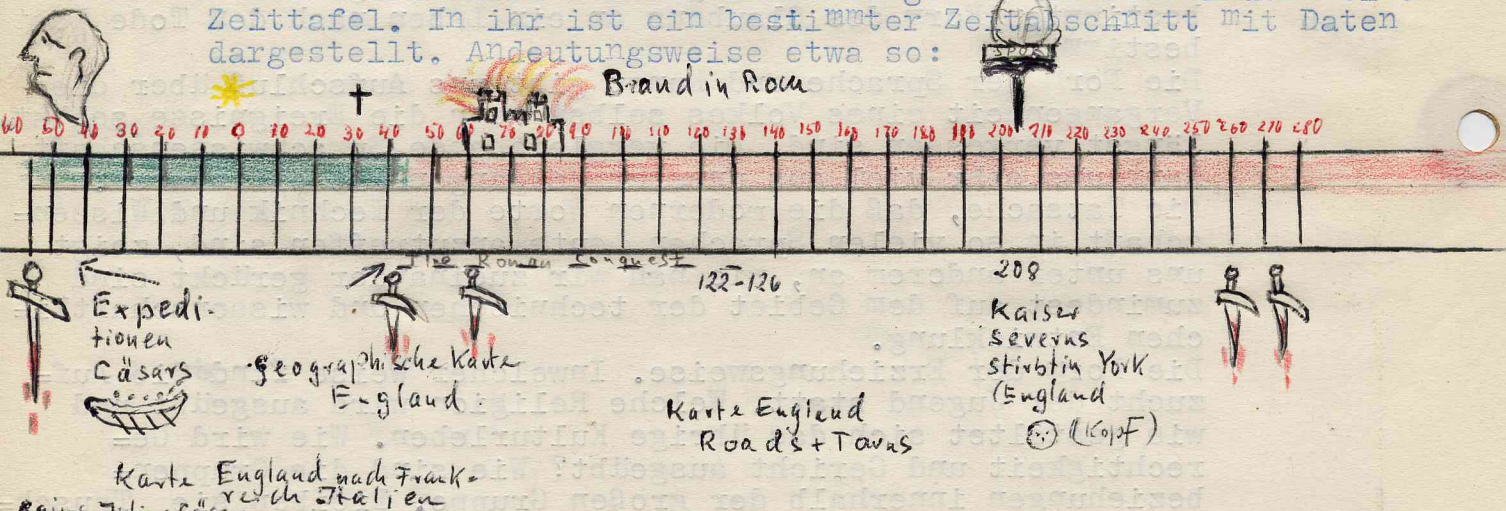 Zeittafel. In ihr ist ein bestimmter Zeitabschnitt mit Daten
dargestellt. Andeutungsweise etwa so:
SPQR
Brand in Rom
60 50 40 30 20 10 0 10 20 30 40 50 60 70 80 90 100 110 120 130 140 150 160 170 180 190 200 210 220 230 240 250 260 270 280
The Roman Conquest
122-126
208
Expedi-
tionen
Cäsars
geographische Karte
England
Karte England
Roads + Towns
Kaiser
Severus
stirbt in York
(England
(Kopf)
Karte England nach Frank-
reich Italien